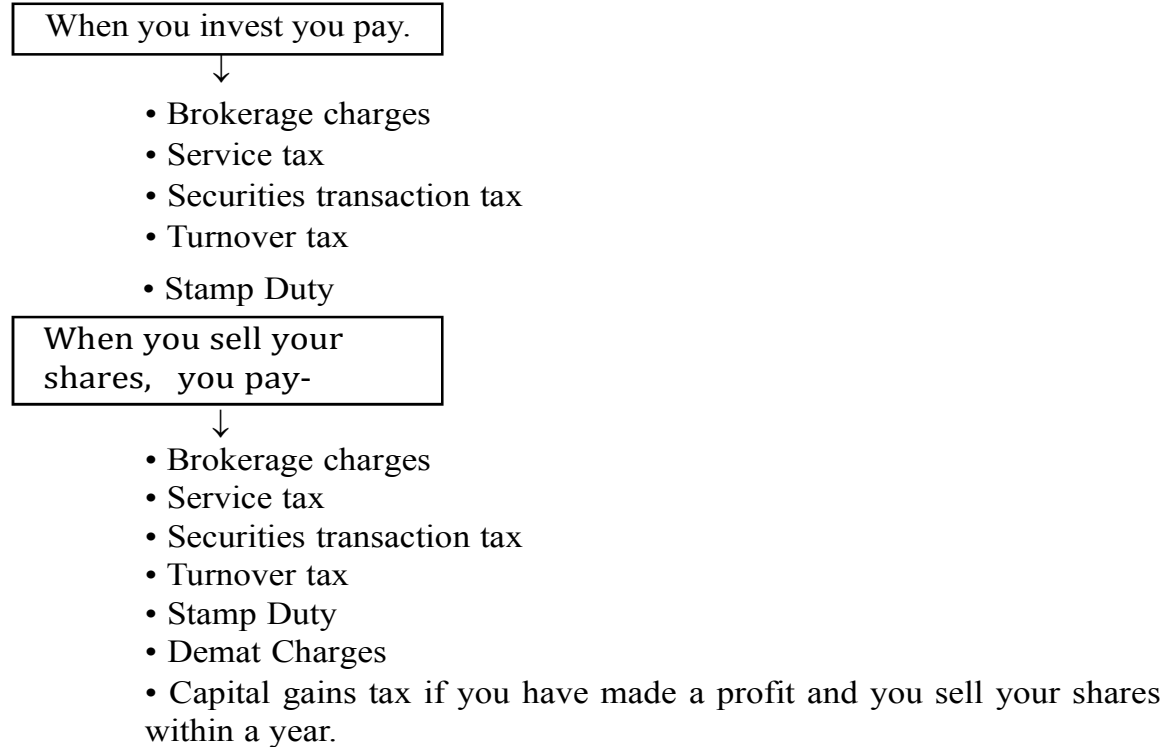 When you invest you pay.
↓
• Brokerage charges
• Service tax
• Securities transaction tax
• Turnover tax
• Stamp Duty
When you sell your
shares, you pay-
↓
• Brokerage charges
• Service tax
• Securities transaction tax
• Turnover tax
• Stamp Duty
• Demat Charges
• Capital gains tax if you have made a profit and you sell your shares
within a year.